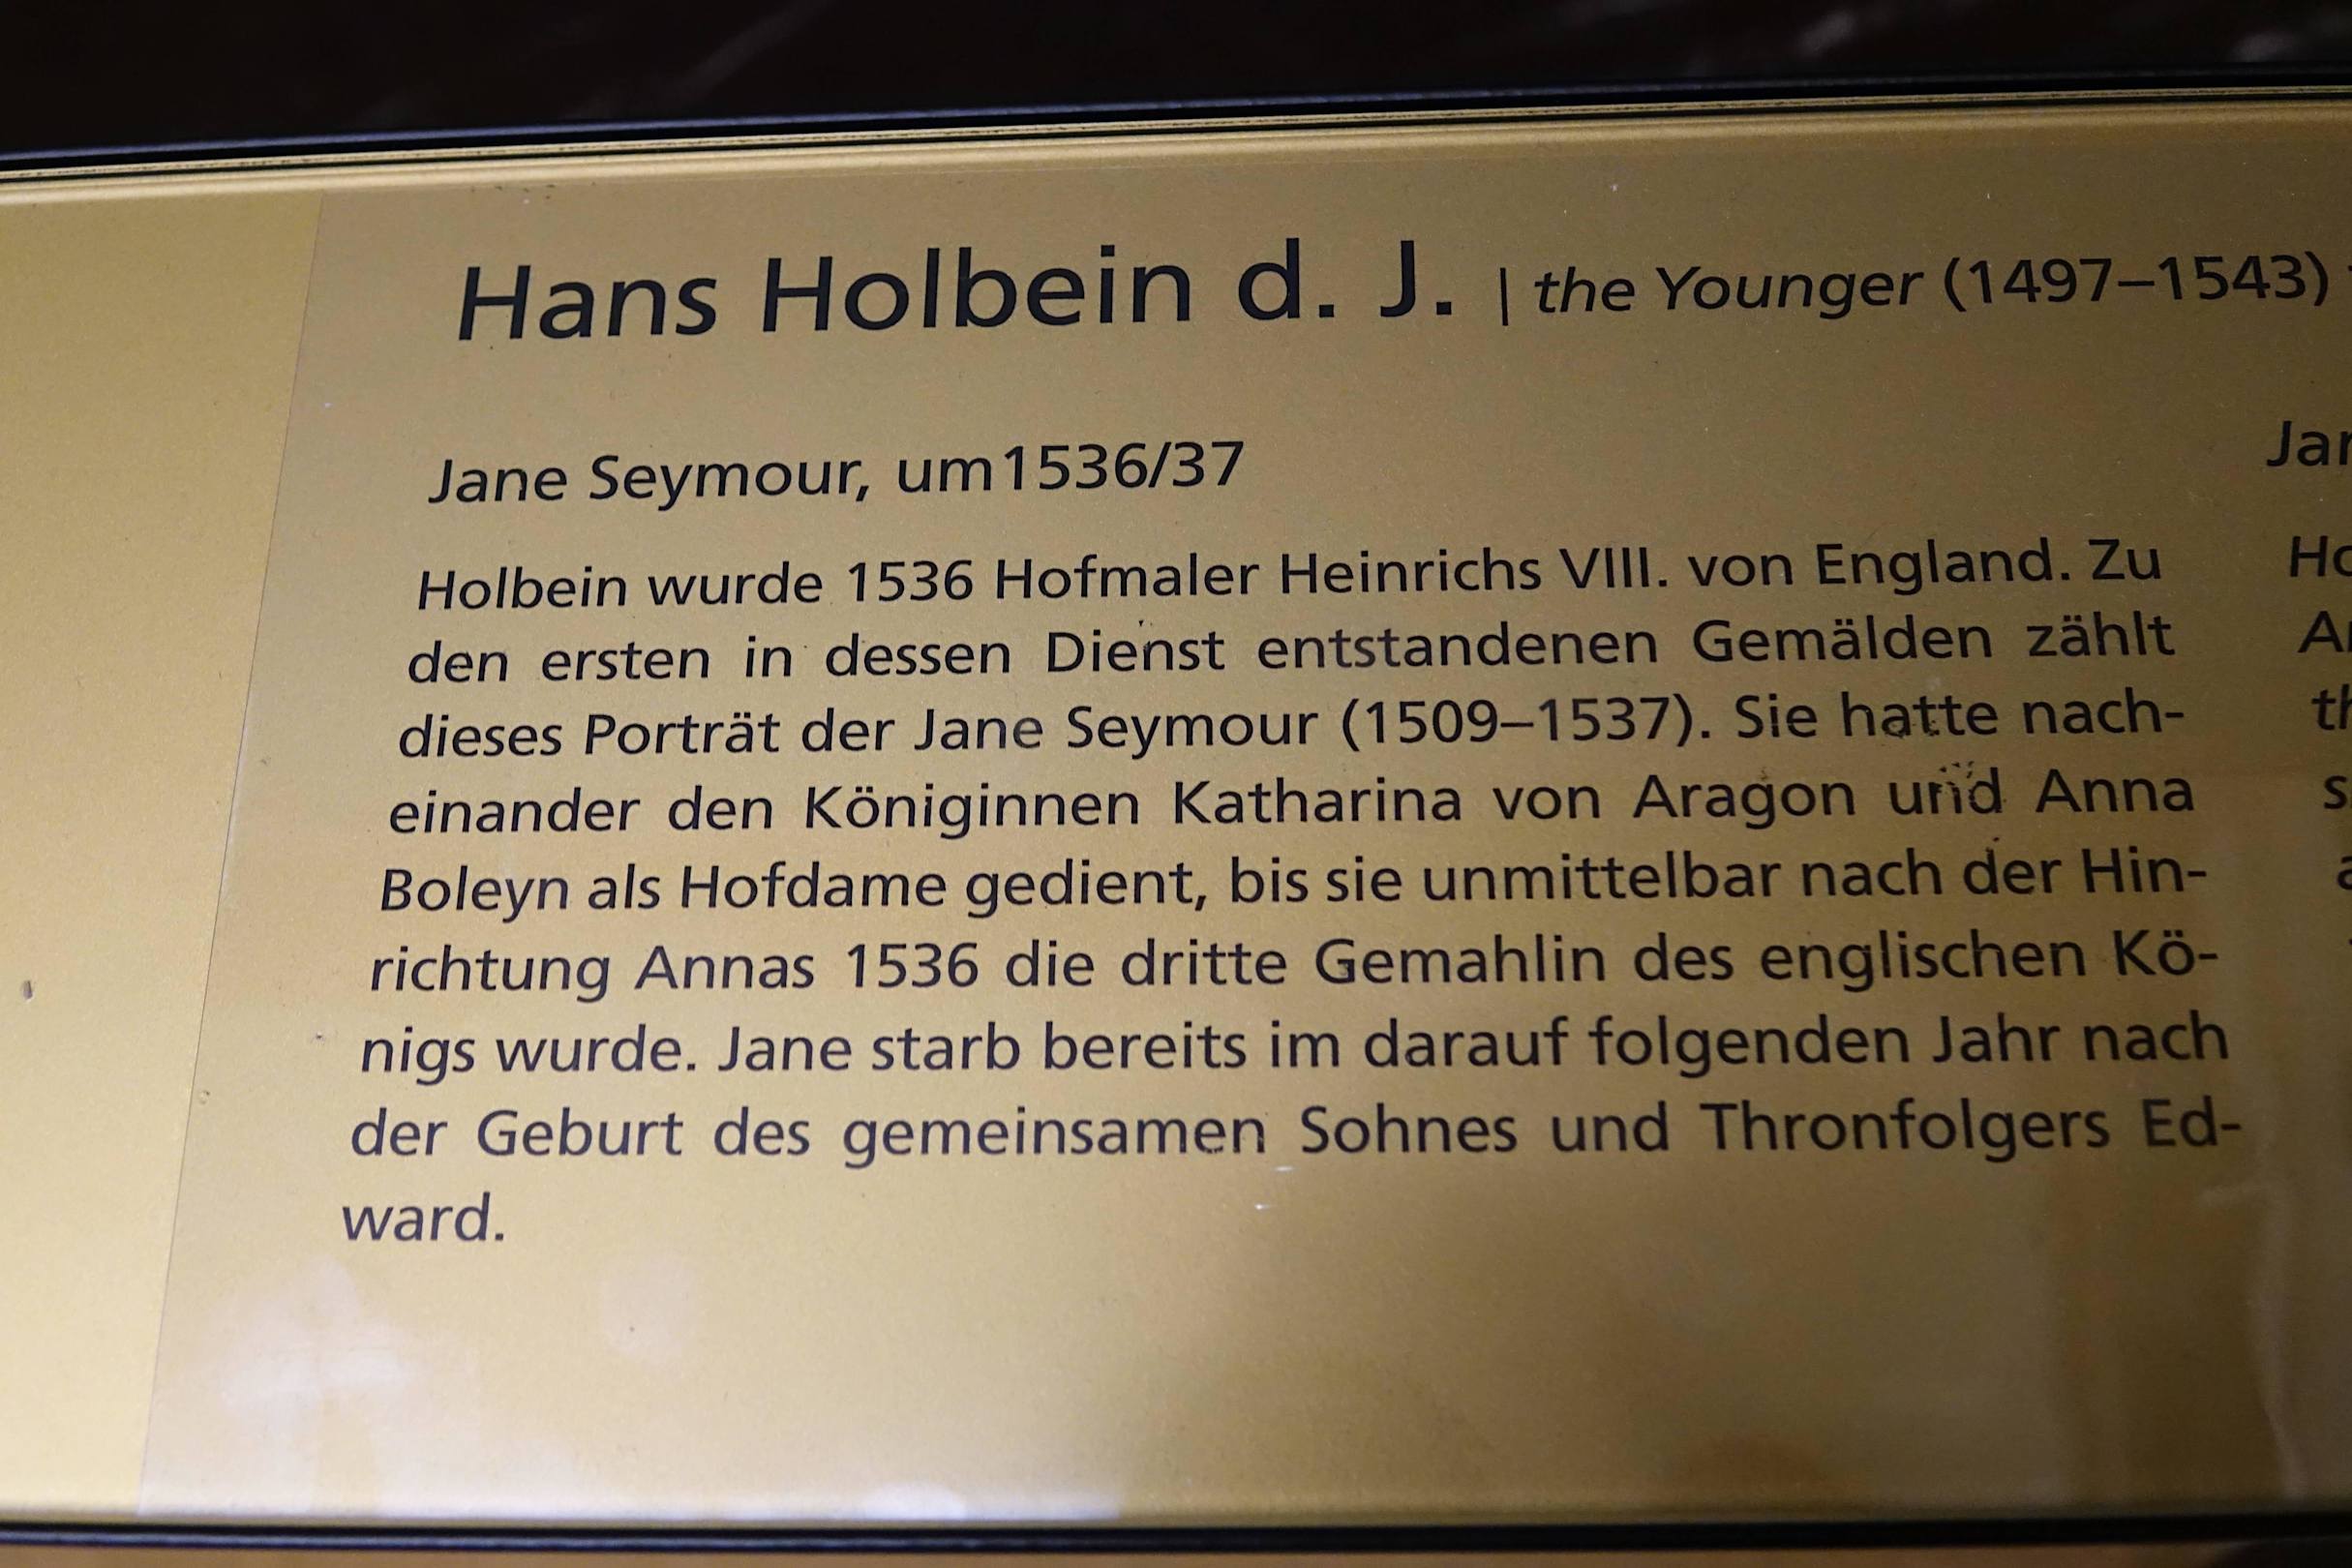 Hans Holbein d. J. | the Younger (1497–1543)
Jane Seymour, um1536/37
Holbein wurde 1536 Hofmaler Heinrichs VIII. von England. Zu
den ersten in dessen Dienst entstandenen Gemälden zählt
dieses Porträt der Jane Seymour (1509–1537). Sie hatte nach-
einander den Königinnen Katharina von Aragon und Anna
Boleyn als Hofdame gedient, bis sie unmittelbar nach der Hin-
richtung Annas 1536 die dritte Gemahlin des englischen Kö-
nigs wurde. Jane starb bereits im darauf folgenden Jahr nach
der Geburt des gemeinsamen Sohnes und Thronfolgers Ed-
ward.